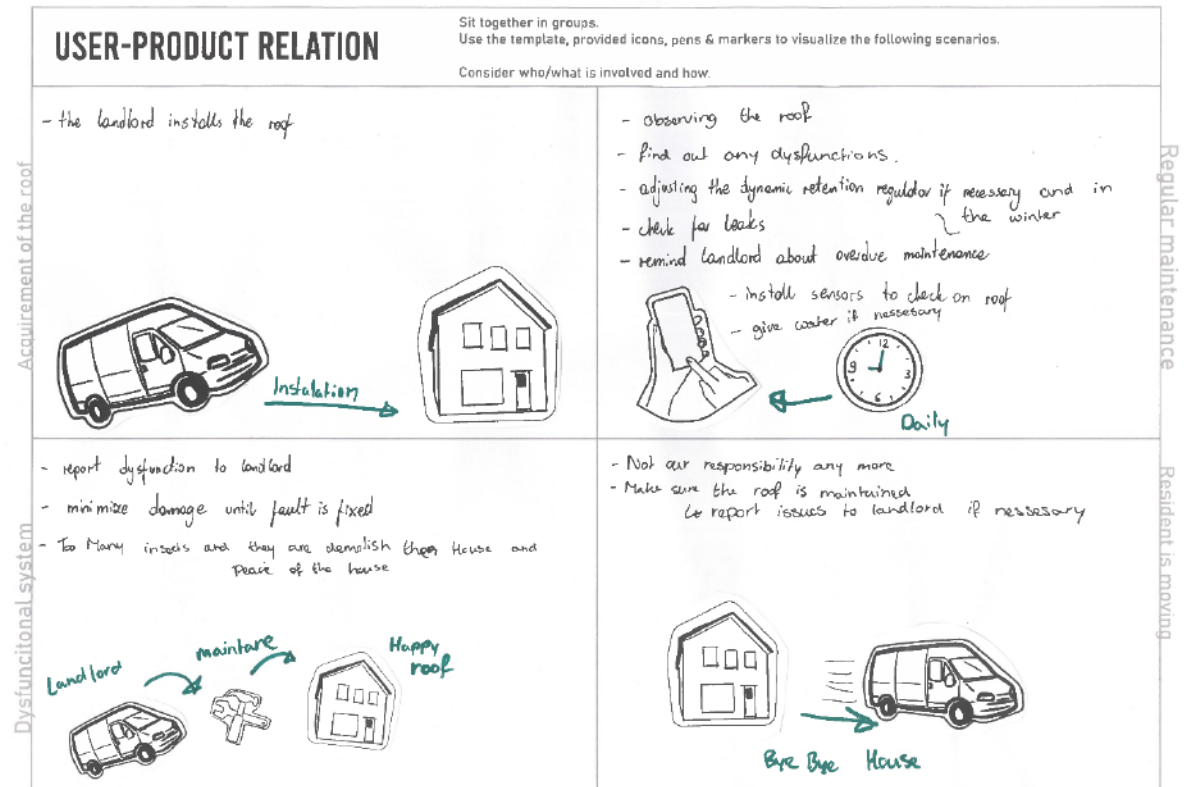 USER-PRODUCT RELATION
Sit together in groups.
Use the template, provided icons, pens & markers to visualize the following scenarios.
Consider who/what is involved and how.
Acquirement of the roof
- the landlord installs the roof
Instalation
Regular maintenance
- observing the roof
- find out any dysfunctions.
- adjusting the dynamic retention regulator if necessary and in
the winter
- check for leaks
- remind landlord about overdue maintenance
- install sensors to check on roof
- give water if nessesary
12
3
6
9
Daily
Dysfuncitonal system
- report dysfunction to landlord
- minimize damage until fault is fixed
- Too Many insects and they are demolish House and
Peace of the house
Landlord
maintare
Happy
roof
Resident is moving
- Not our responsibility any more
- Make sure the roof is maintained
↳ report issues to landlord if nessesary
Bye Bye House